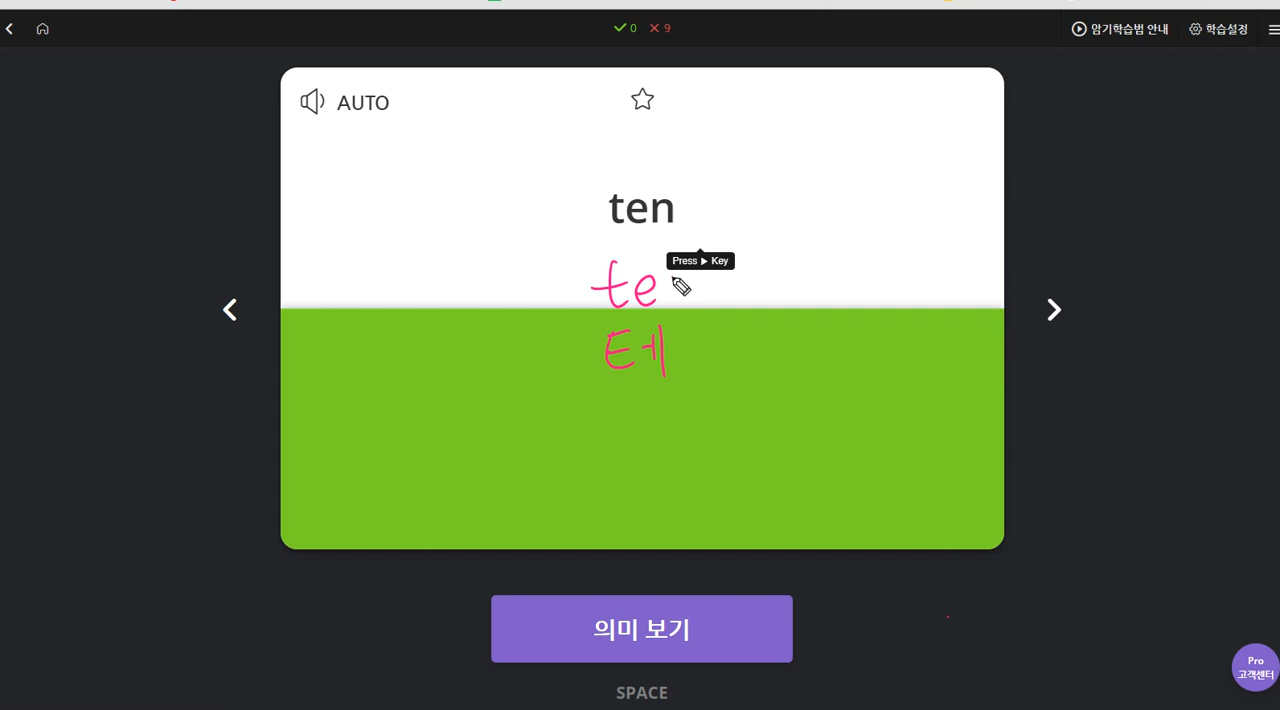 0 9 암기학습법 안내 학습설정
AUTO
ten
Press ▶ Key
te
테
의미 보기
SPACE
Pro
고객센터